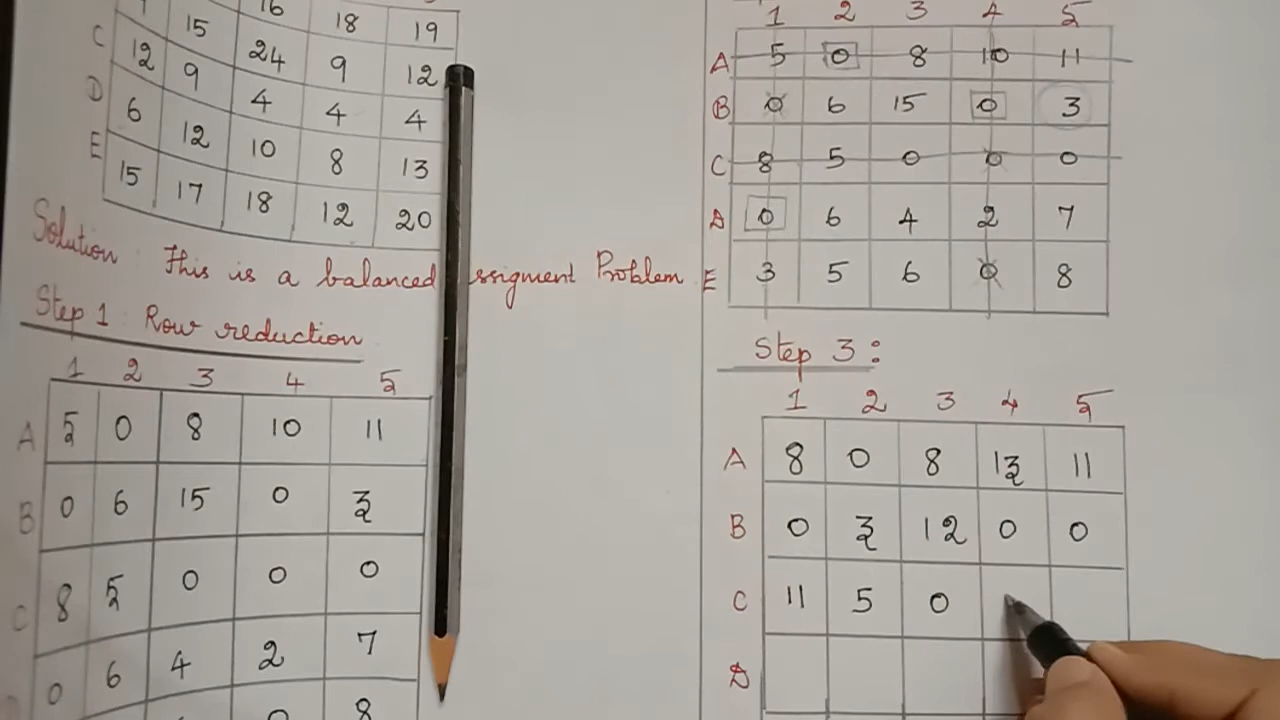 16 18 19
C 15 24 9 12
12 9 4 4 4
D 6 12 10 8 13
E 15 17 18 12 20
Solution : This is a balanced ssigment Problem
Step 1 : Row reduction
1 2 3 4 5
A 5 0 8 10 11
B 0 6 15 0 3
C 8 5 0 0 0
0 6 4 2 7
0 8
1 2 3 4 5
A 5 0 8 10 11
B 0 6 15 0 3
C 8 5 0 0 0
D 0 6 4 2 7
E 3 5 6 0 8
Step 3 :
1 2 3 4 5
A 8 0 8 13 11
B 0 3 12 0 0
C 11 5 0
D